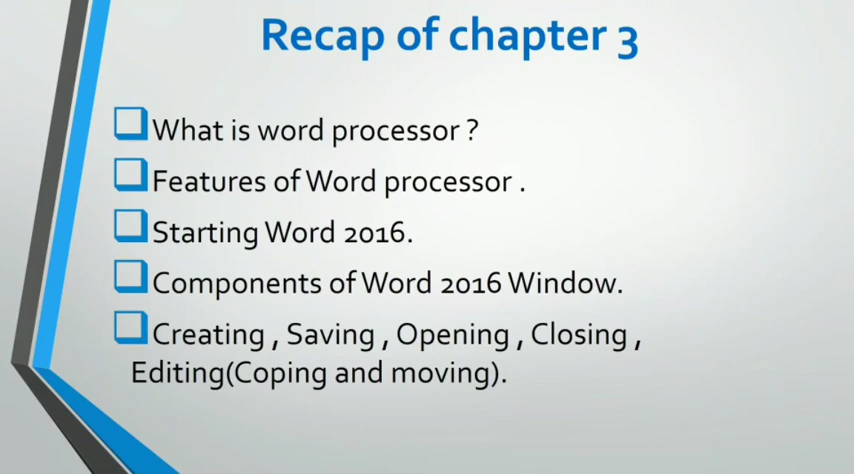 Recap of chapter 3
What is word processor ?
Features of Word processor .
Starting Word 2016.
Components of Word 2016 Window.
Creating , Saving , Opening , Closing ,
Editing(Coping and moving).